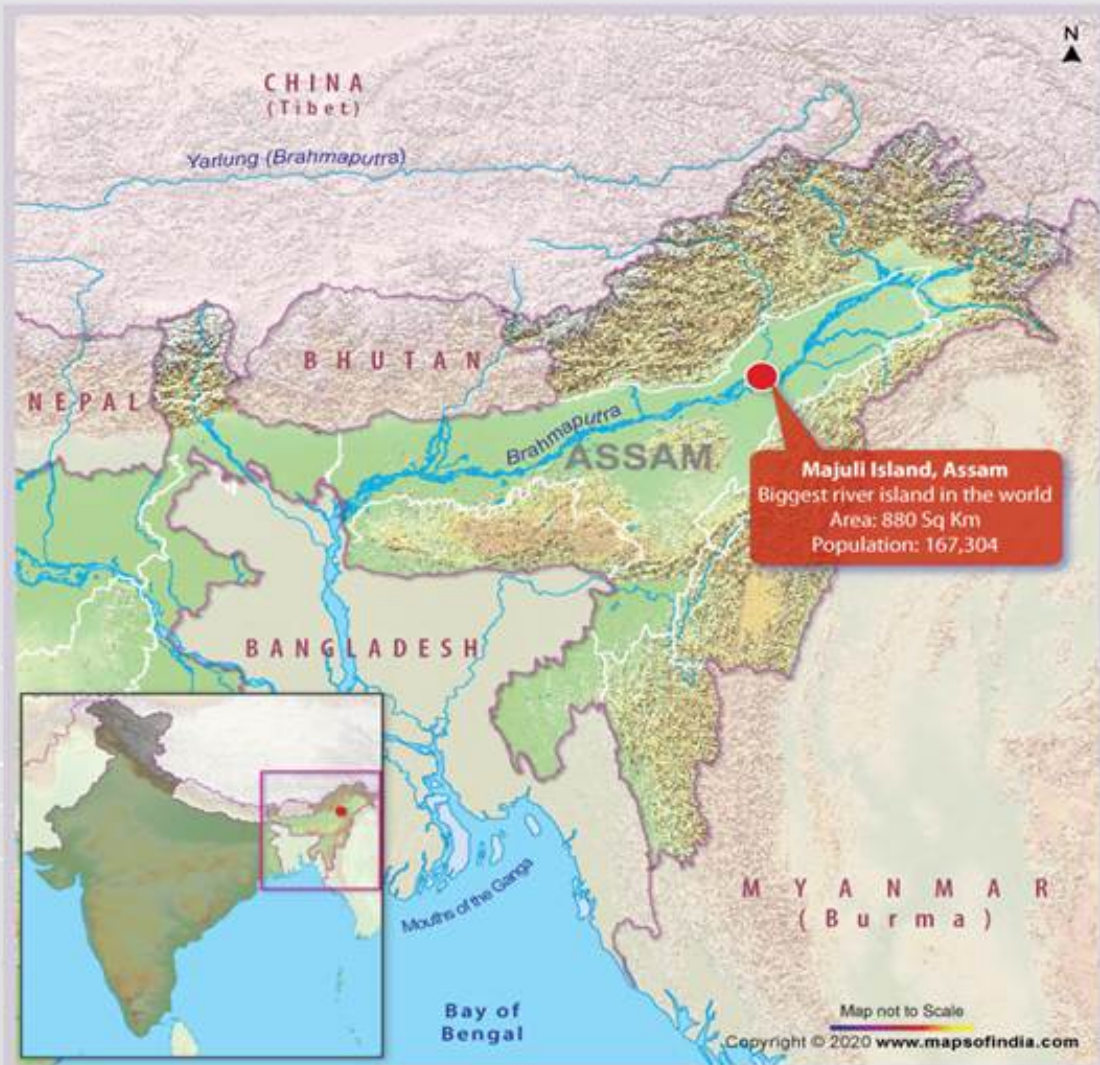 N
CHINA
(Tibet)
Yarlung (Brahmaputra)
BHUTAN
NEPAL
Brahmaputra
ASSAM
Majuli Island, Assam
Biggest river island in the world
Area: 880 Sq Km
Population: 167,304
BANGLADESH
Mouths of the Ganga
MYANMAR
(Burma)
Bay of
Bengal
Map not to Scale
Copyright © 2020 www.mapsofindia.com